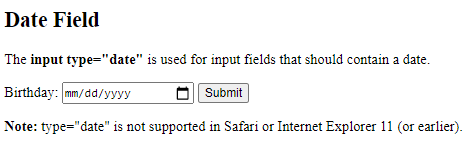 Date Field
The input type="date" is used for input fields that should contain a date.
Birthday: mm/dd/yyyy Submit
Note: type="date" is not supported in Safari or Internet Explorer 11 (or earlier).